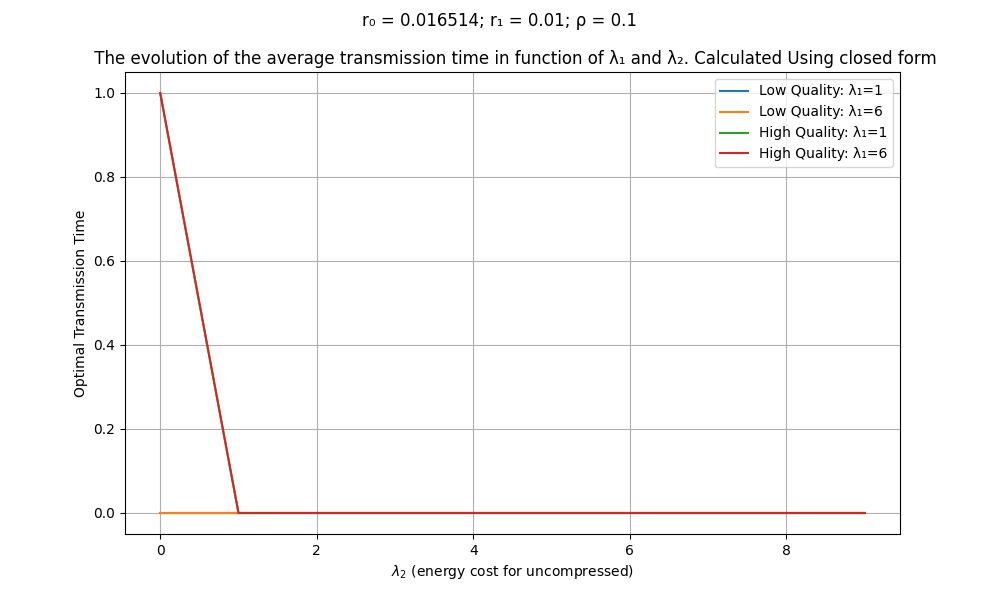 r₀ = 0.016514; r₁ = 0.01; ρ = 0.1
The evolution of the average transmission time in function of λ₁ and λ₂. Calculated Using closed form
Low Quality: λ₁=1
Low Quality: λ₁=6
High Quality: λ₁=1
High Quality: λ₁=6
Optimal Transmission Time
1.0
0.8
0.6
0.4
0.2
0.0
0 2 4 6 8
λ₂ (energy cost for uncompressed)